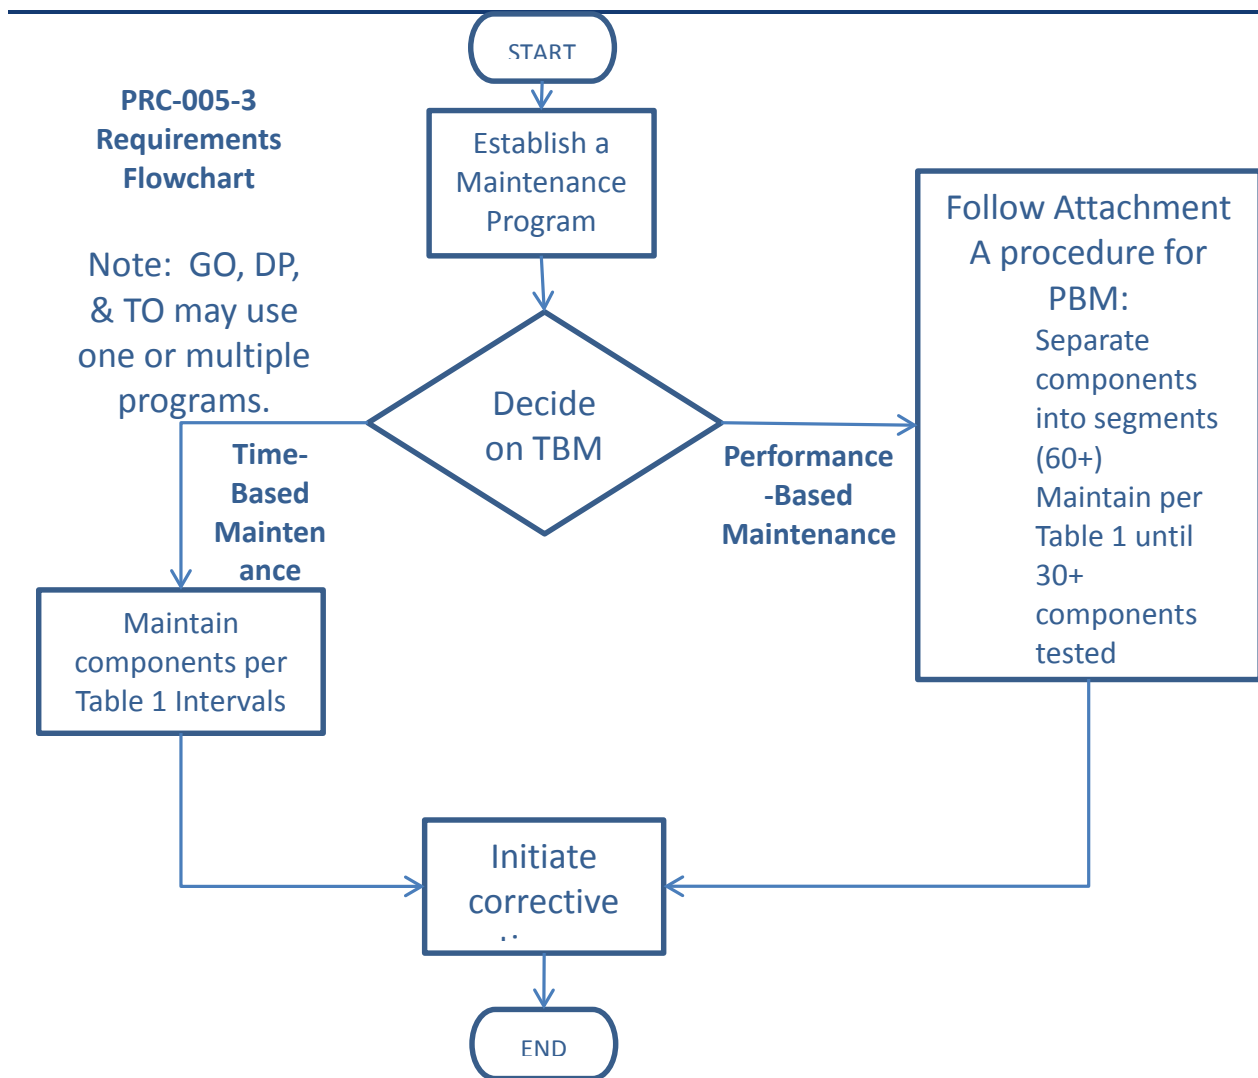 START
PRC-005-3
Requirements
Flowchart
Establish a
Maintenance
Program
Note: GO, DP,
& TO may use
one or multiple
programs.
Decide
on TBM
Time-
Based
Mainten
ance
Performance
-Based
Maintenance
Follow Attachment
A procedure for
PBM:
Separate
components
into segments
(60+)
Maintain per
Table 1 until
30+
components
tested
Maintain
components per
Table 1 Intervals
Initiate
corrective
END